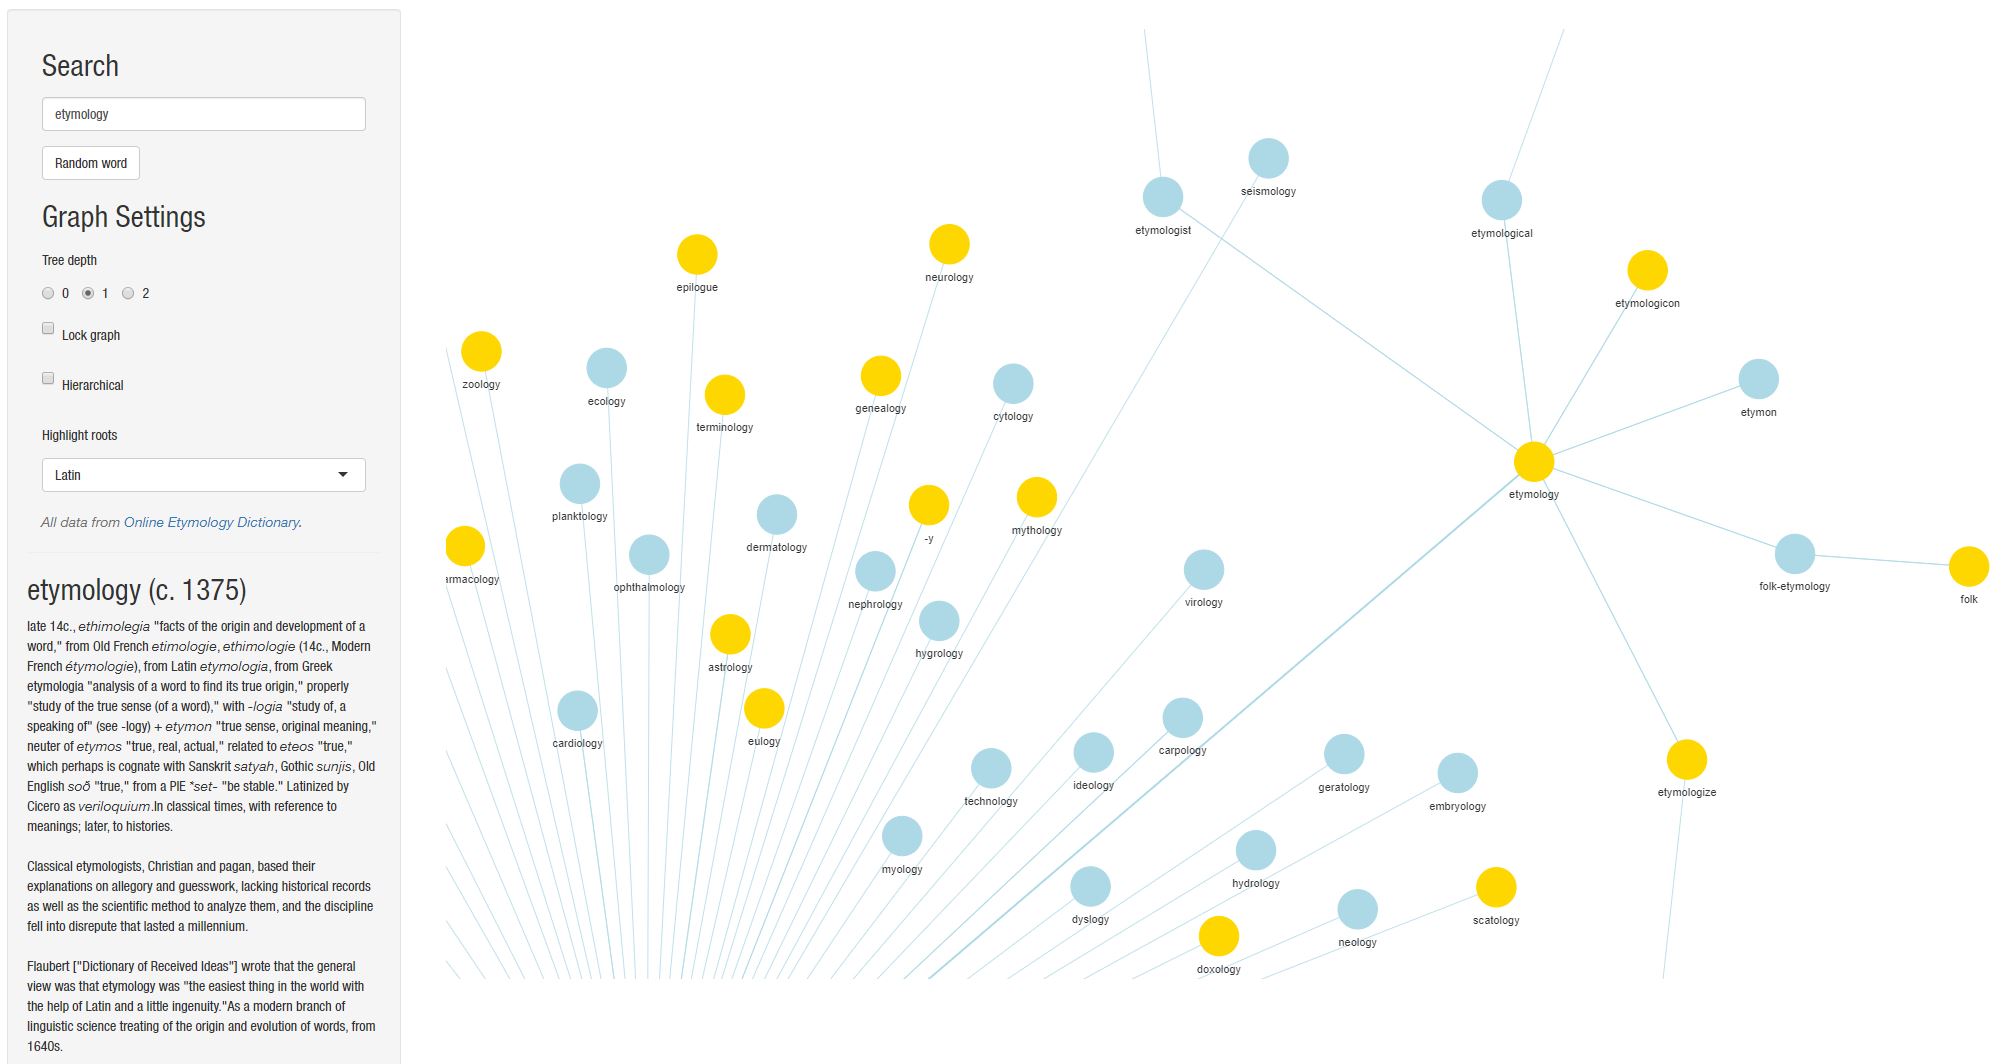 Search
etymology
Random word
Graph Settings
Tree depth
0 1 2
Lock graph
Hierarchical
Highlight roots
Latin
All data from Online Etymology Dictionary.
etymology (c. 1375)
late 14c., ethimolegia "facts of the origin and development of a
word," from Old French etimologie, ethimologie (14c., Modern
French étymologie), from Latin etymologia, from Greek
etymologia "analysis of a word to find its true origin," properly
"study of the true sense (of a word)," with -logia "study of, a
speaking of" (see -logy) + etymon "true sense, original meaning,"
neuter of etymos "true, real, actual," related to eteos "true,"
which perhaps is cognate with Sanskrit satyah, Gothic sunjis, Old
English soð "true," from a PIE *set- "be stable." Latinized by
Cicero as veriloquium.In classical times, with reference to
meanings; later, to histories.
Classical etymologists, Christian and pagan, based their
explanations on allegory and guesswork, lacking historical records
as well as the scientific method to analyze them, and the discipline
fell into disrepute that lasted a millennium.
Flaubert ["Dictionary of Received Ideas"] wrote that the general
view was that etymology was "the easiest thing in the world with
the help of Latin and a little ingenuity."As a modern branch of
linguistic science treating of the origin and evolution of words, from
1640s.
seismology
etymologist
etymological
neurology
epilogue
etymologicon
zoology
ecology
genealogy
etymon
cytology
terminology
etymology
planktology
mythology
-y
dermatology
armacology
ophthalmology
folk-etymology
folk
virology
nephrology
hygrology
astrology
eulogy
cardiology
carpology
ideology
geratology
etymologize
technology
embryology
myology
hydrology
dyslogy
scatology
neology
doxology